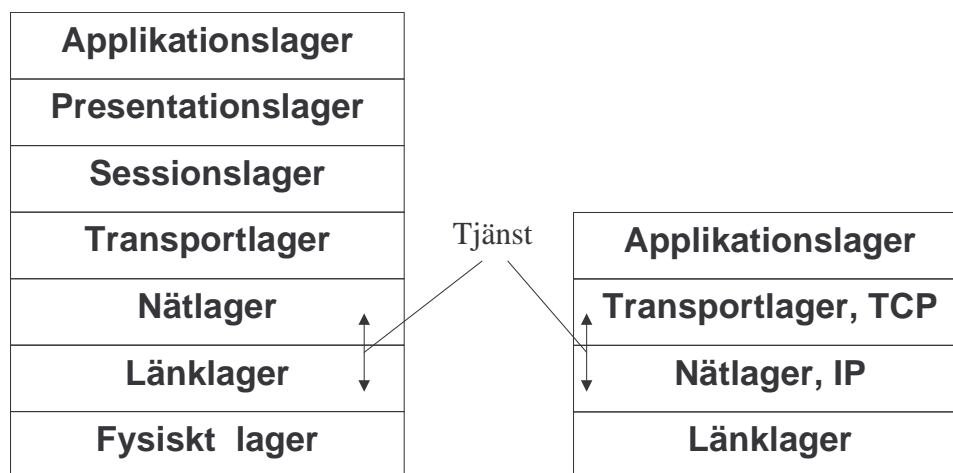 Applikationslager
Presentationslager
Sessionslager
Transportlager
Nätlager
Länklager
Fysiskt lager
Tjänst
Applikationslager
Transportlager, TCP
Nätlager, IP
Länklager